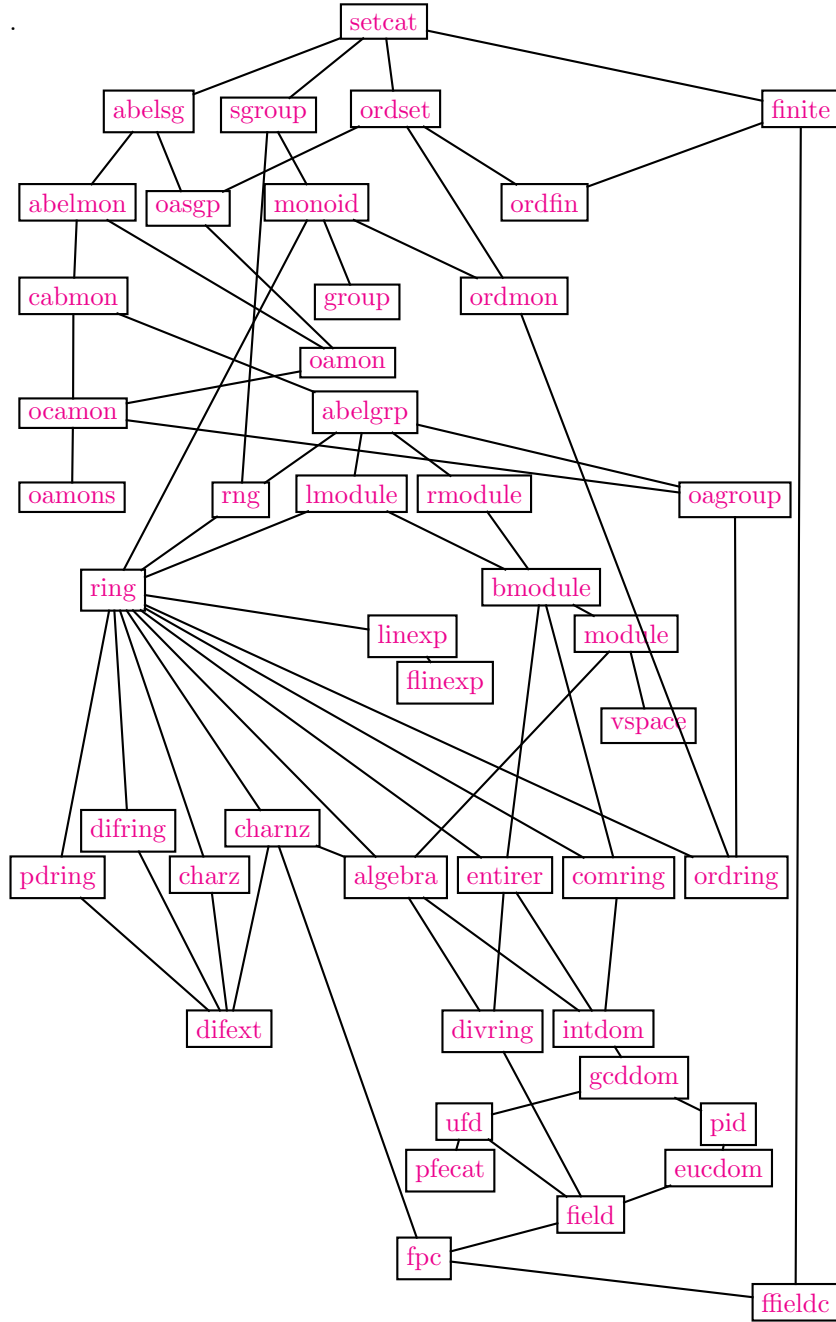 .
setcat
abelsg sgroup ordset finite
abelmon oasgp monoid ordfin
cabmon group ordmon
oamon
ocamon abelgrp
oamons rng lmodule rmodule oagroup
ring bmodule
linexp module
flinexp
vspace
difring charnz
pdring charz algebra entirer comring ordring
difext divring intdom
gcddom
ufd pid
pfecat eucdom
field
fpc
ffieldc